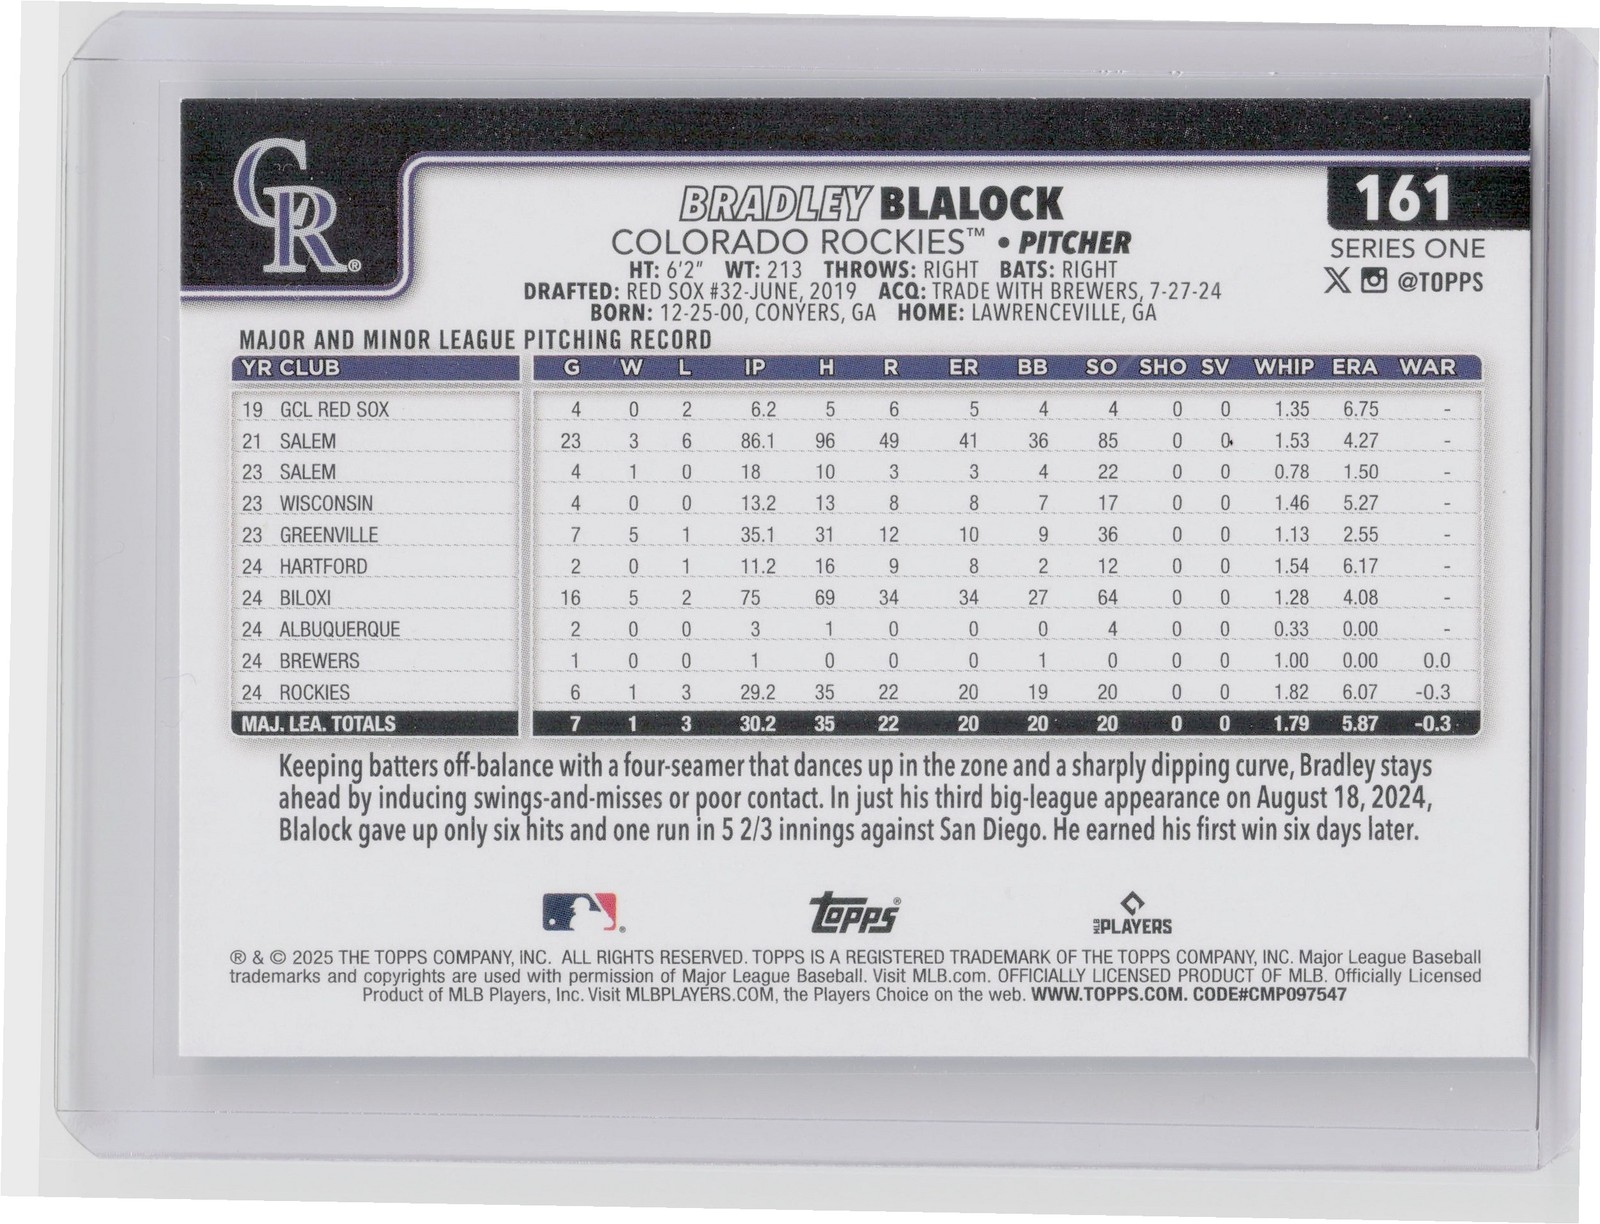 CR®
BRADLEY BLALOCK
161
COLORADO ROCKIES™ • PITCHER
SERIES ONE
HT: 6'2" WT: 213 THROWS: RIGHT BATS: RIGHT
X @TOPPS
DRAFTED: RED SOX #32-JUNE, 2019 ACQ: TRADE WITH BREWERS, 7-27-24
BORN: 12-25-00, CONYERS, GA HOME: LAWRENCEVILLE, GA
MAJOR AND MINOR LEAGUE PITCHING RECORD
YR CLUB G W L IP H R ER BB SO SHO SV WHIP ERA WAR
19 GCL RED SOX 4 0 2 6.2 5 6 5 4 4 0 0 1.35 6.75 -
21 SALEM 23 3 6 86.1 96 49 41 36 85 0 0 1.53 4.27 -
23 SALEM 4 1 0 18 10 3 3 4 22 0 0 0.78 1.50 -
23 WISCONSIN 4 0 0 13.2 13 8 8 7 17 0 0 1.46 5.27 -
23 GREENVILLE 7 5 1 35.1 31 12 10 9 36 0 0 1.13 2.55 -
24 HARTFORD 2 0 1 11.2 16 9 8 2 12 0 0 1.54 6.17 -
24 BILOXI 16 5 2 75 69 34 34 27 64 0 0 1.28 4.08 -
24 ALBUQUERQUE 2 0 0 3 1 0 0 0 4 0 0 0.33 0.00 -
24 BREWERS 1 0 0 1 0 0 0 1 0 0 0 1.00 0.00 0.0
24 ROCKIES 6 1 3 29.2 35 22 20 19 20 0 0 1.82 6.07 -0.3
MAJ. LEA. TOTALS 7 1 3 30.2 35 22 20 20 20 0 0 1.79 5.87 -0.3
Keeping batters off-balance with a four-seamer that dances up in the zone and a sharply dipping curve, Bradley stays
ahead by inducing swings-and-misses or poor contact. In just his third big-league appearance on August 18, 2024,
Blalock gave up only six hits and one run in 5 2/3 innings against San Diego. He earned his first win six days later.
Topps®
MLB PLAYERS
® & © 2025 THE TOPPS COMPANY, INC. ALL RIGHTS RESERVED. TOPPS IS A REGISTERED TRADEMARK OF THE TOPPS COMPANY, INC. Major League Baseball
trademarks and copyrights are used with permission of Major League Baseball. Visit MLB.com. OFFICIALLY LICENSED PRODUCT OF MLB. Officially Licensed
Product of MLB Players, Inc. Visit MLBPLAYERS.COM, the Players Choice on the web. WWW.TOPPS.COM. CODE#CMP097547